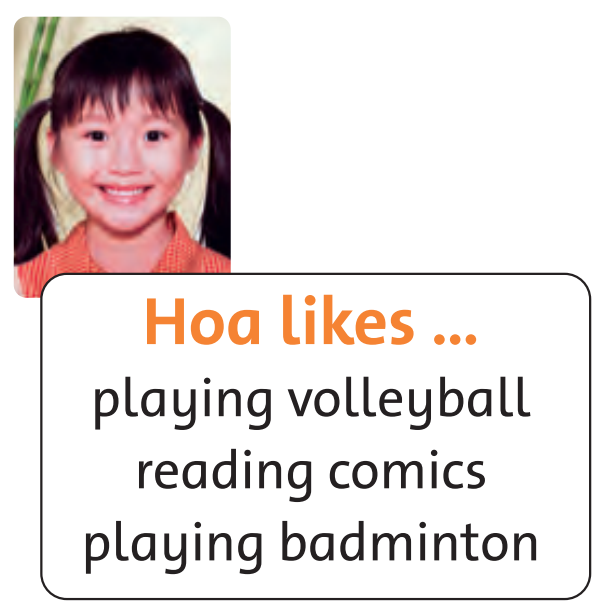 Hoa likes ...
playing volleyball
reading comics
playing badminton